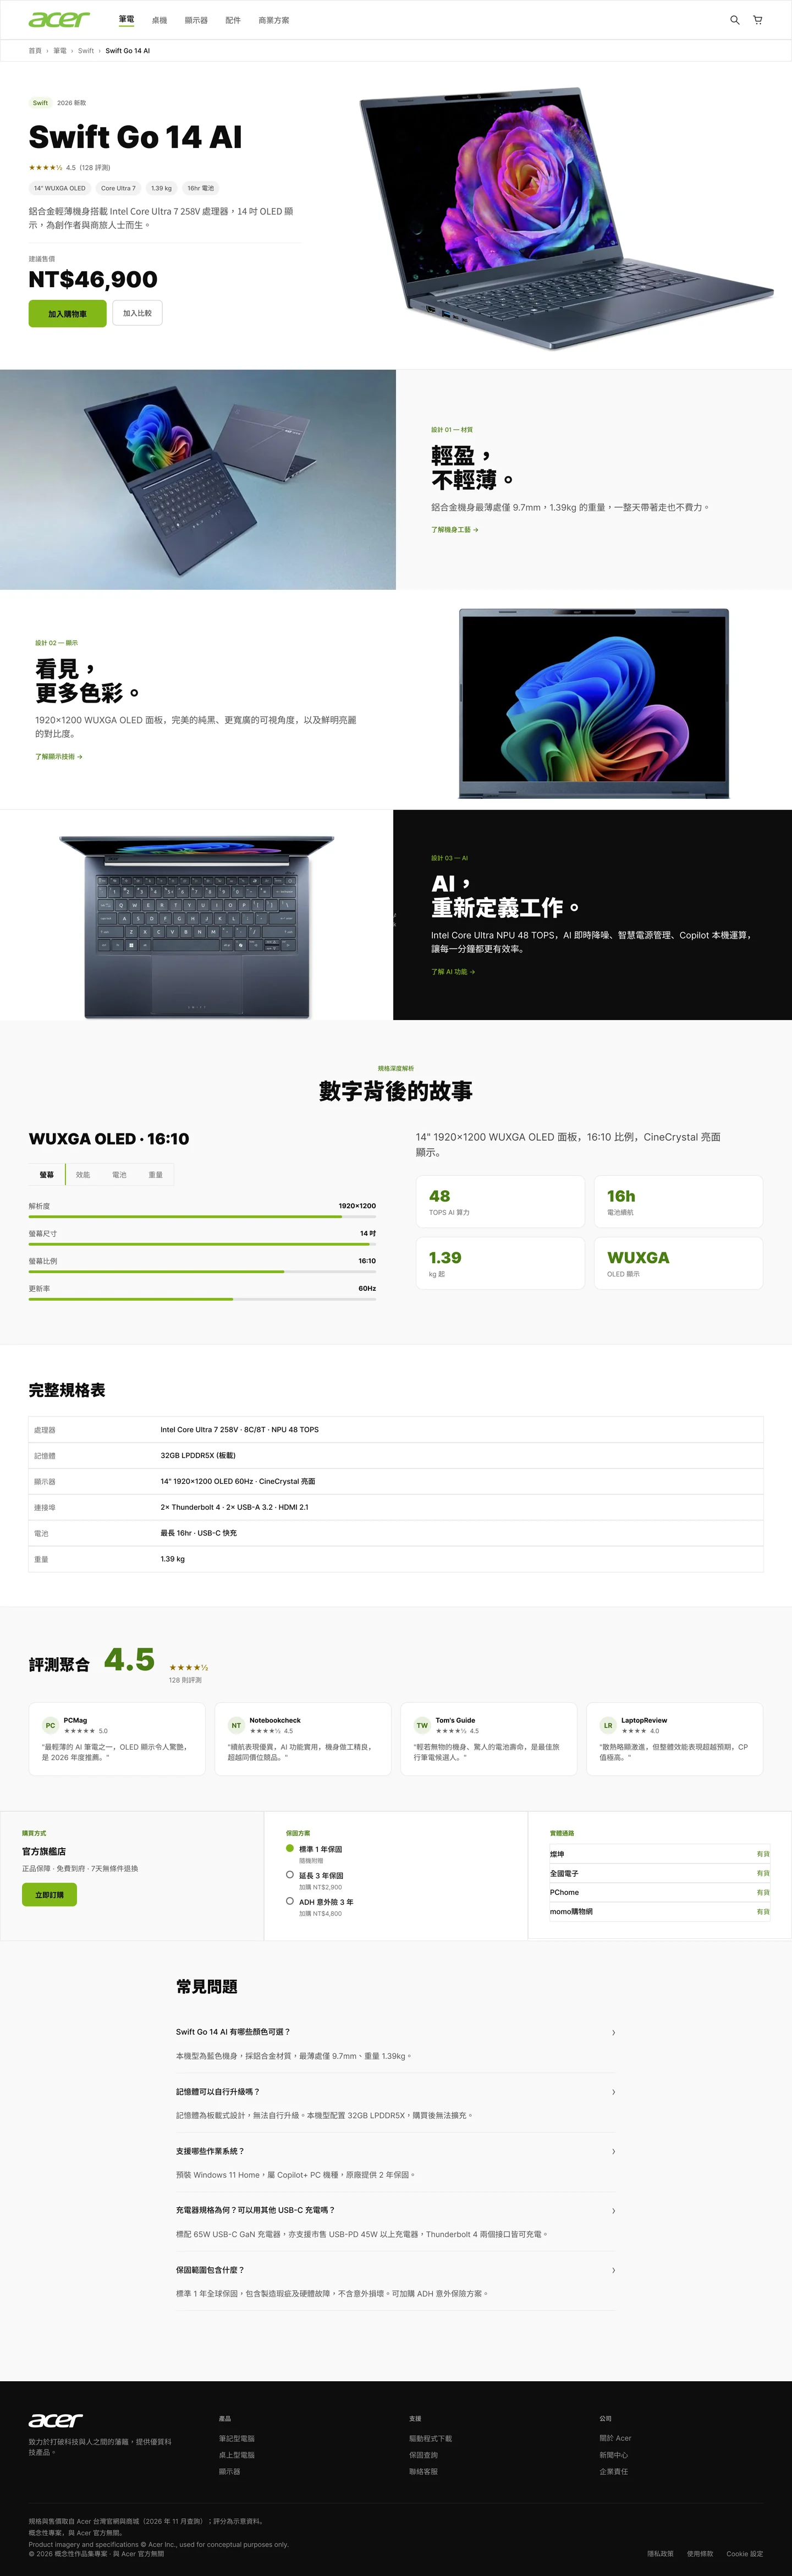 acer
筆電
桌機
顯示器
配件
商業方案
首頁 › 筆電 › Swift › Swift Go 14 AI
Swift 2026 新款
Swift Go 14 AI
★★★★½ 4.5 (128 評測)
14" WUXGA OLED
Core Ultra 7
1.39 kg
16hr 電池
鋁合金輕薄機身搭載 Intel Core Ultra 7 258V 處理器，14 吋 OLED 顯
示，為創作者與商旅人士而生。
建議售價
NT$46,900
加入購物車
加入比較
設計 01 — 材質
輕盈，
不輕薄。
鋁合金機身最薄處僅 9.7mm，1.39kg 的重量，一整天帶著走也不費力。
了解機身工藝 →
設計 02 — 顯示
看見，
更多色彩。
1920×1200 WUXGA OLED 面板，完美的純黑、更寬廣的可視角度，以及鮮明亮麗
的對比度。
了解顯示技術 →
設計 03 — AI
AI，
重新定義工作。
Intel Core Ultra NPU 48 TOPS，AI 即時降噪、智慧電源管理、Copilot 本機運算，
讓每一分鐘都更有效率。
了解 AI 功能 →
規格深度解析
數字背後的故事
WUXGA OLED · 16:10
螢幕
效能
電池
重量
解析度 1920×1200
螢幕尺寸 14 吋
螢幕比例 16:10
更新率 60Hz
14" 1920×1200 WUXGA OLED 面板，16:10 比例，CineCrystal 亮面
顯示。
48
TOPS AI 算力
16h
電池續航
1.39
kg 起
WUXGA
OLED 顯示
完整規格表
處理器 Intel Core Ultra 7 258V · 8C/8T · NPU 48 TOPS
記憶體 32GB LPDDR5X (板載)
顯示器 14" 1920×1200 OLED 60Hz · CineCrystal 亮面
連接埠 2× Thunderbolt 4 · 2× USB-A 3.2 · HDMI 2.1
電池 最長 16hr · USB-C 快充
重量 1.39 kg
評測聚合 4.5
★★★★½
128 則評測
PC
PCMag
★★★★★ 5.0
"最輕薄的 AI 筆電之一，OLED 顯示令人驚艷，
是 2026 年度推薦。"
NT
Notebookcheck
★★★★½ 4.5
"續航表現優異，AI 功能實用，機身做工精良，
超越同價位競品。"
TW
Tom's Guide
★★★★½ 4.5
"輕若無物的機身、驚人的電池壽命，是最佳旅
行筆電候選人。"
LR
LaptopReview
★★★★ 4.0
"散熱略顯激進，但整體效能表現超越預期，CP
值極高。"
購買方式
官方旗艦店
正品保障 · 免費到府 · 7天無條件退換
立即訂購
保固方案
標準 1 年保固
隨機附贈
延長 3 年保固
加購 NT$2,900
ADH 意外險 3 年
加購 NT$4,800
實體通路
燦坤 有貨
全國電子 有貨
PChome 有貨
momo購物網 有貨
常見問題
Swift Go 14 AI 有哪些顏色可選？
本機型為藍色機身，採鋁合金材質，最薄處僅 9.7mm、重量 1.39kg。
記憶體可以自行升級嗎？
記憶體為板載式設計，無法自行升級。本機型配置 32GB LPDDR5X，購買後無法擴充。
支援哪些作業系統？
預裝 Windows 11 Home，屬 Copilot+ PC 機種，原廠提供 2 年保固。
充電器規格為何？可以用其他 USB-C 充電嗎？
標配 65W USB-C GaN 充電器，亦支援市售 USB-PD 45W 以上充電器，Thunderbolt 4 兩個接口皆可充電。
保固範圍包含什麼？
標準 1 年全球保固，包含製造瑕疵及硬體故障，不含意外損壞。可加購 ADH 意外保險方案。
acer
致力於打破科技與人之間的藩籬，提供優質科
技產品。
產品
筆記型電腦
桌上型電腦
顯示器
支援
驅動程式下載
保固查詢
聯絡客服
公司
關於 Acer
新聞中心
企業責任
規格與售價取自 Acer 台灣官網與商城（2026 年 11 月查詢）；評分為示意資料。
概念性專案，與 Acer 官方無關。
Product imagery and specifications © Acer Inc., used for conceptual purposes only.
© 2026 概念性作品集專案 · 與 Acer 官方無關
隱私政策
使用條款
Cookie 設定